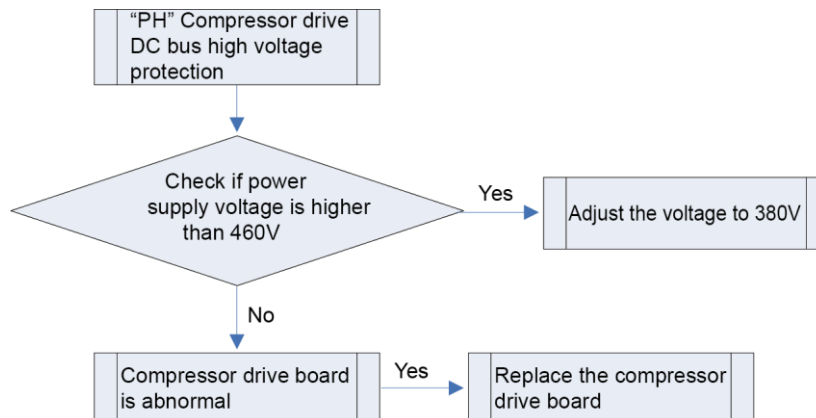 “PH” Compressor drive
DC bus high voltage
protection
Check if power
supply voltage is higher
than 460V
Yes
Adjust the voltage to 380V
No
Compressor drive board
is abnormal
Yes
Replace the compressor
drive board